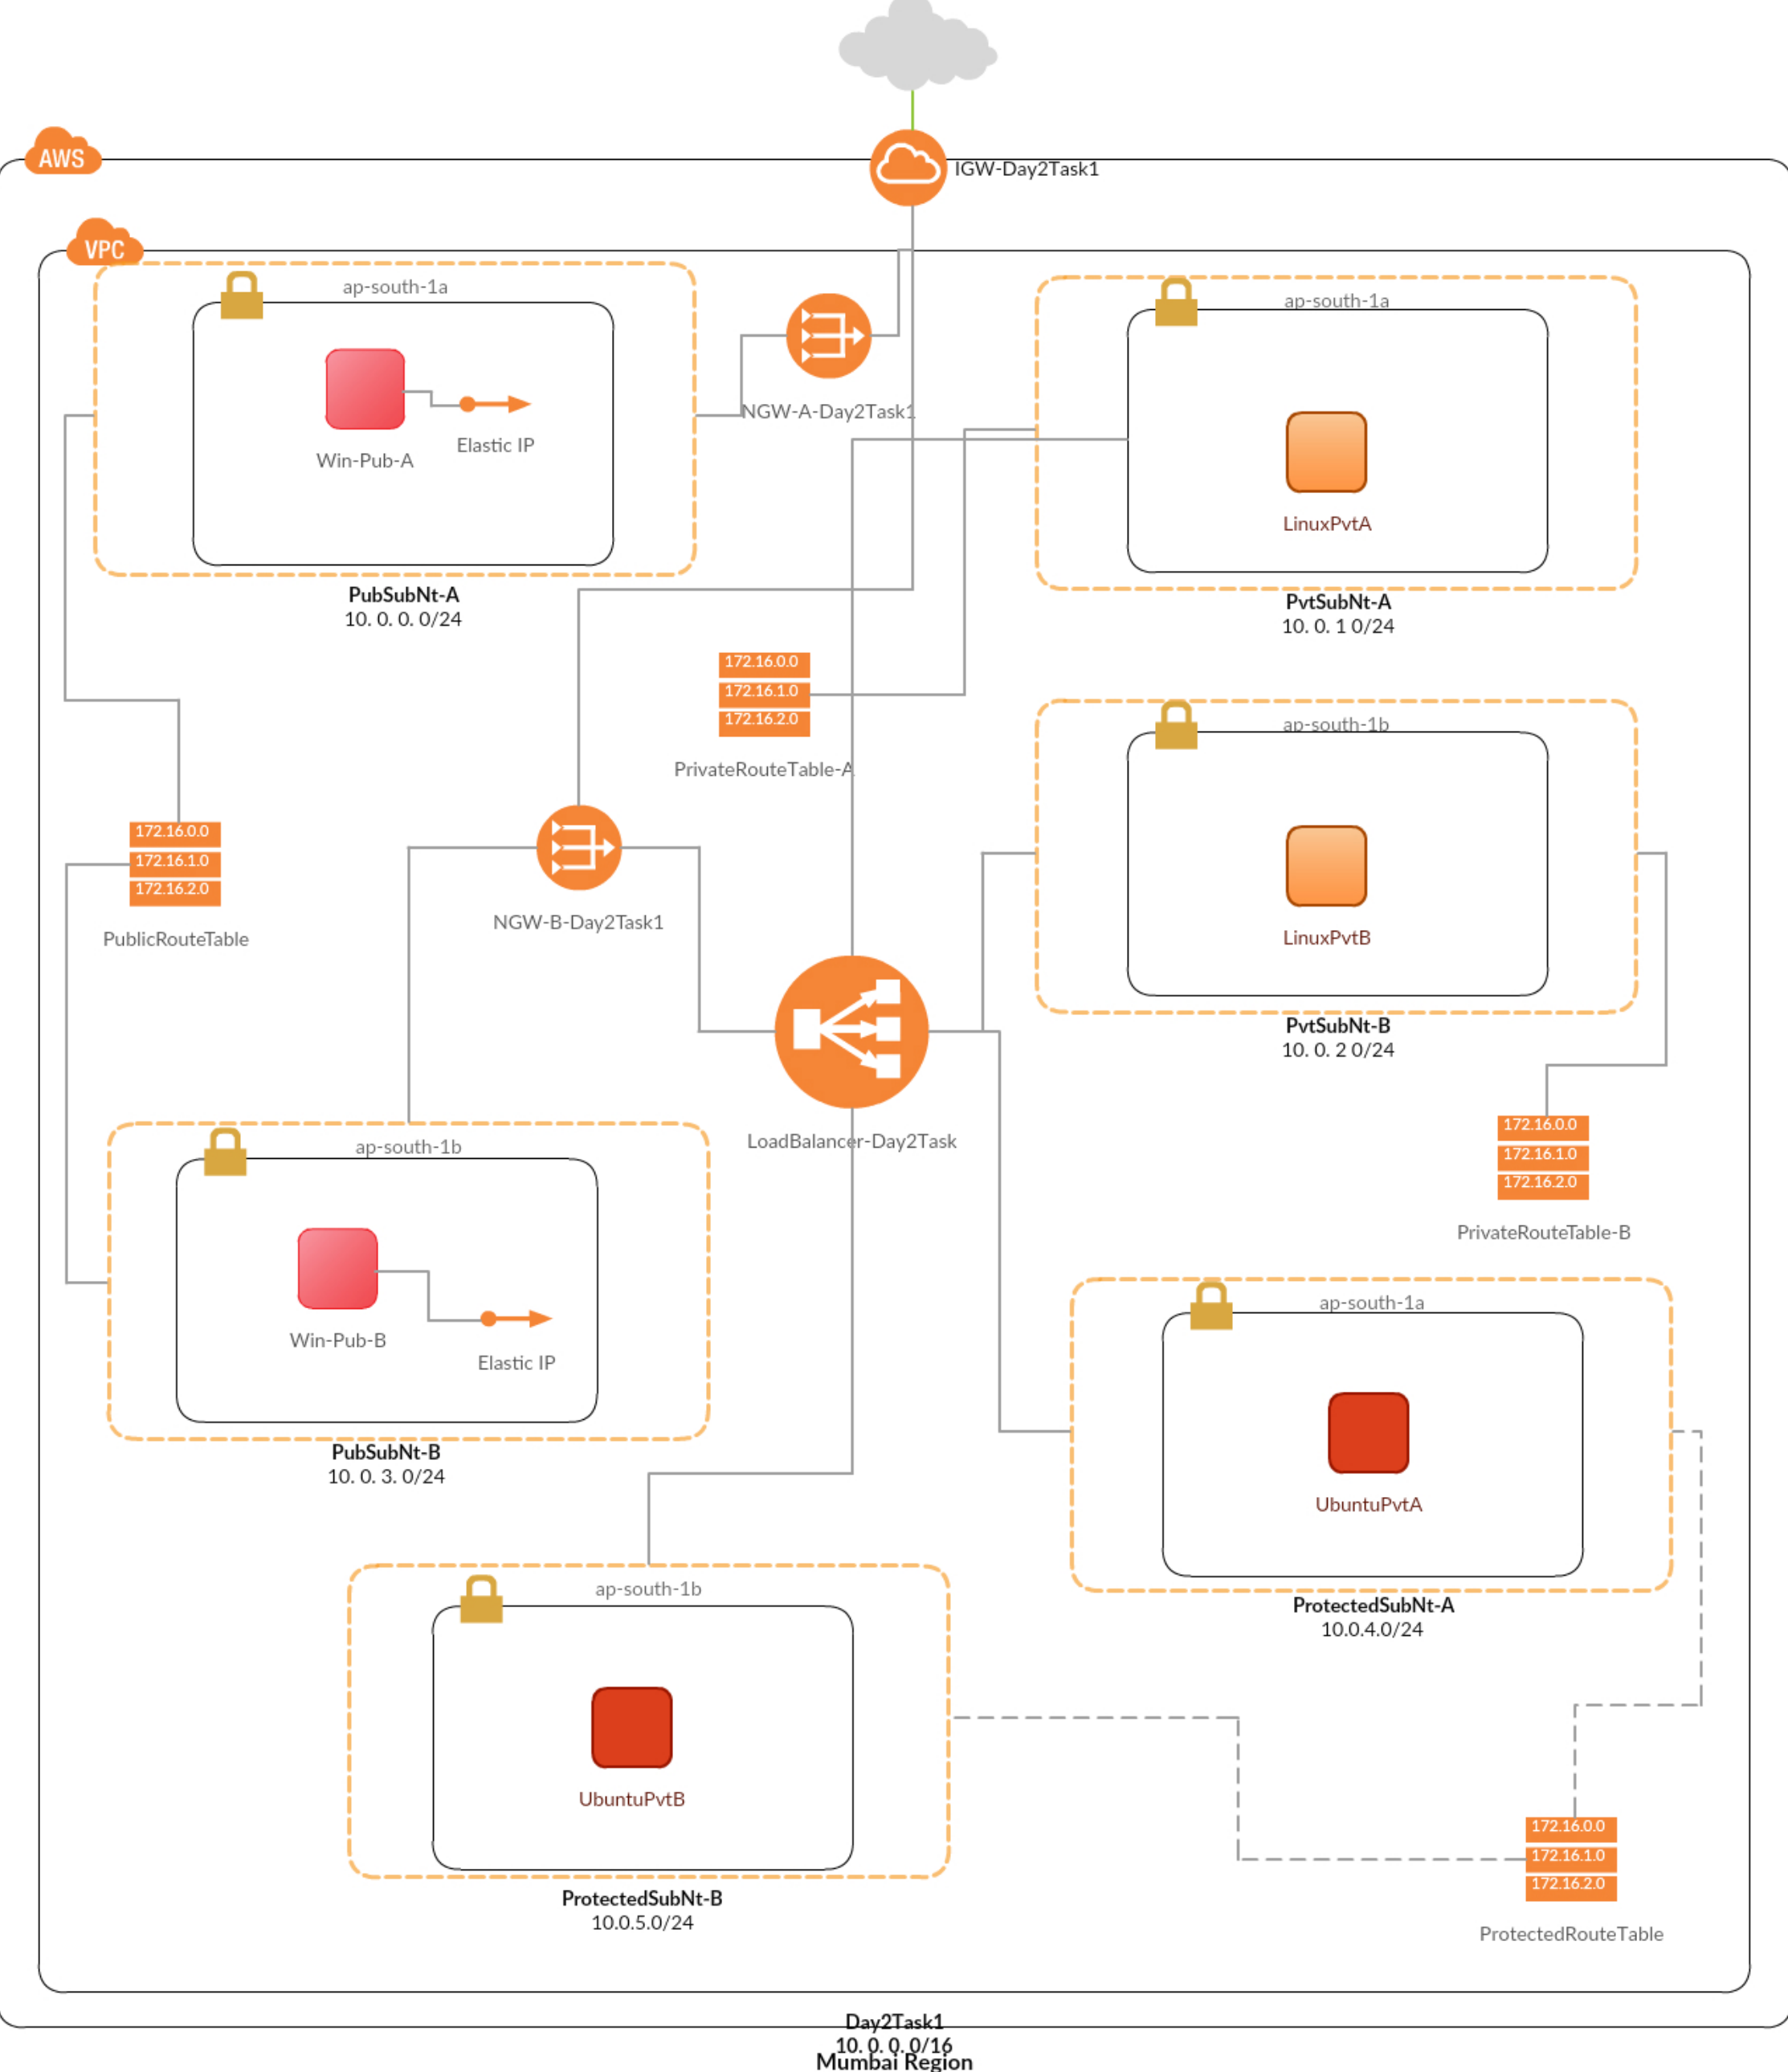 AWS
IGW-Day2Task1
VPC
ap-south-1a
Win-Pub-A
Elastic IP
PubSubNt-A
10. 0. 0. 0/24
NGW-A-Day2Task1
ap-south-1a
LinuxPvtA
PvtSubNt-A
10. 0. 1 0/24
172.16.0.0
172.16.1.0
172.16.2.0
PrivateRouteTable-A
ap-south-1b
LinuxPvtB
PvtSubNt-B
10. 0. 2 0/24
172.16.0.0
172.16.1.0
172.16.2.0
PublicRouteTable
NGW-B-Day2Task1
LoadBalancer-Day2Task
172.16.0.0
172.16.1.0
172.16.2.0
PrivateRouteTable-B
ap-south-1b
Win-Pub-B
Elastic IP
PubSubNt-B
10. 0. 3. 0/24
ap-south-1a
UbuntuPvtA
ProtectedSubNt-A
10.0.4.0/24
ap-south-1b
UbuntuPvtB
ProtectedSubNt-B
10.0.5.0/24
172.16.0.0
172.16.1.0
172.16.2.0
ProtectedRouteTable
Day2Task1
10. 0. 0. 0/16
Mumbai Region